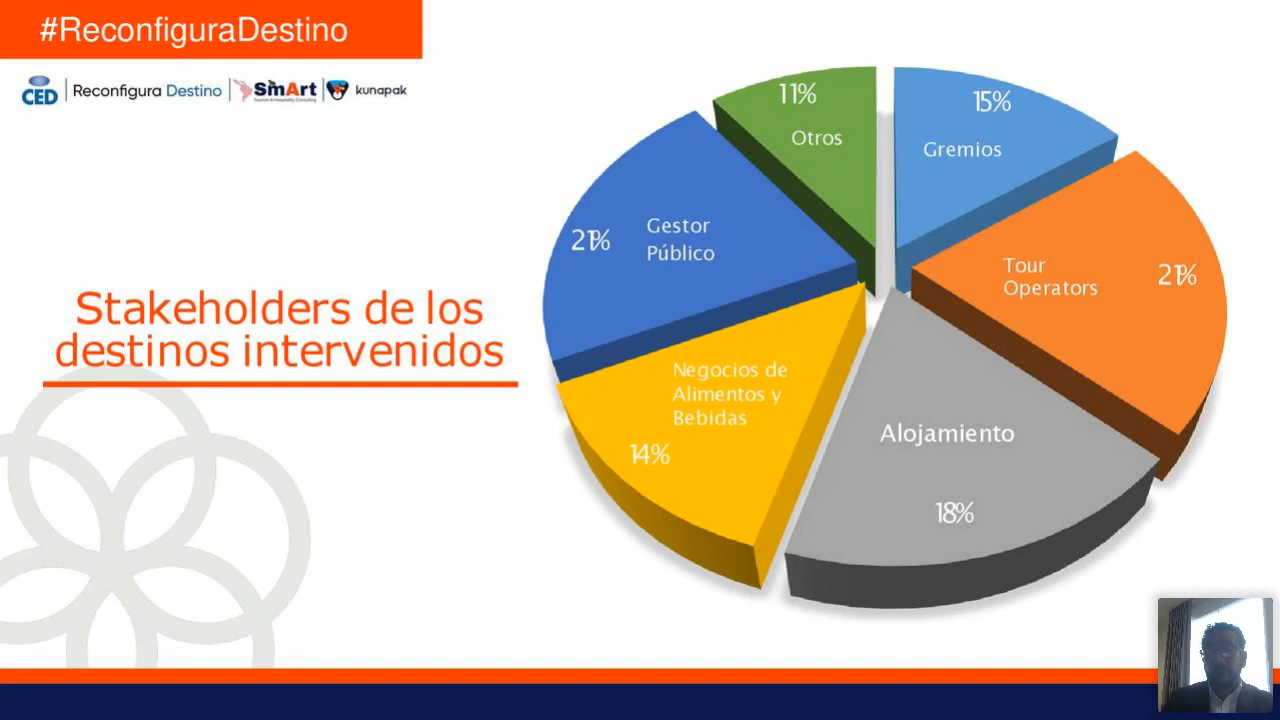 #ReconfiguraDestino
CED
Reconfigura Destino
SmArt
kunapak
Stakeholders de los
destinos intervenidos
11%
Otros
15%
Gremios
21%
Gestor
Público
Tour
Operators
21%
Negocios de
Alimentos y
Bebidas
14%
Alojamiento
18%